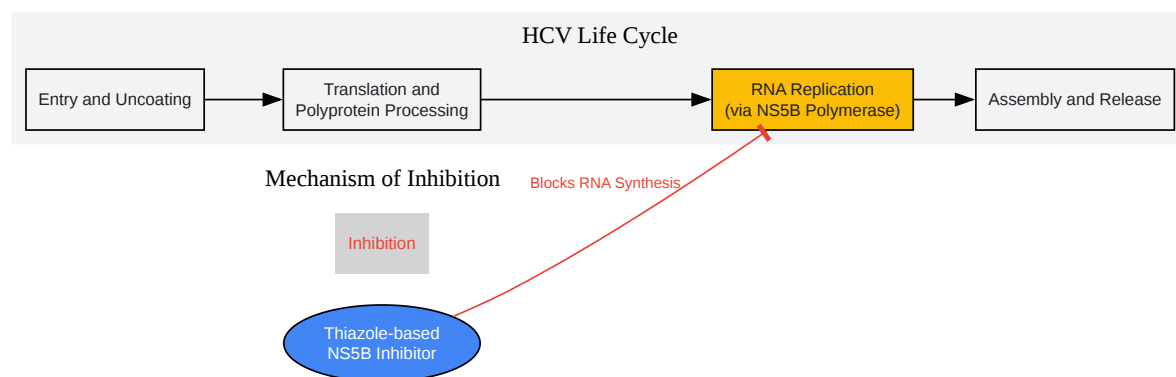 HCV Life Cycle
Entry and Uncoating
Translation and
Polyprotein Processing
RNA Replication
(via NS5B Polymerase)
Assembly and Release
Mechanism of Inhibition
Blocks RNA Synthesis
Inhibition
Thiazole-based
NS5B Inhibitor